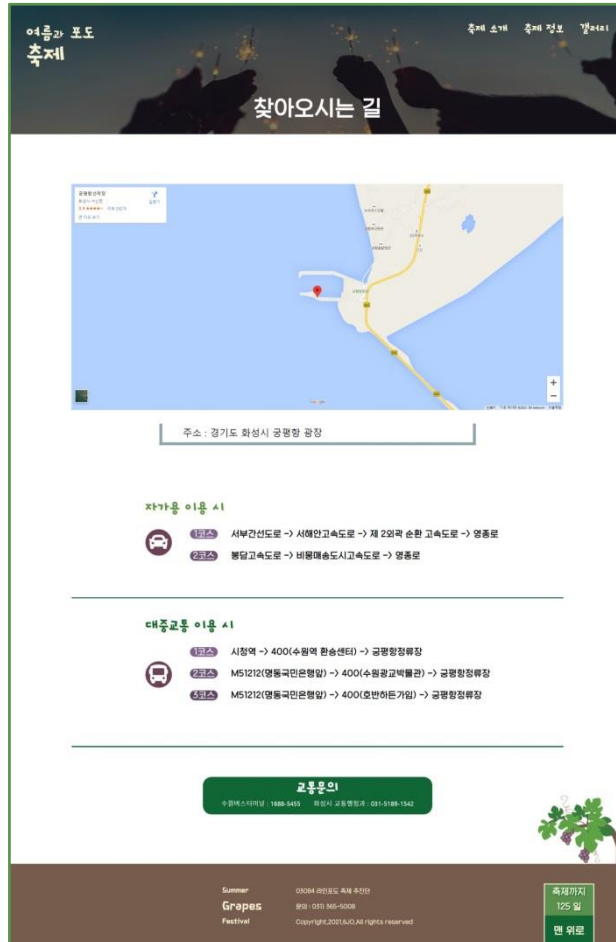 여름과 포도
축제
축제 소개 축제 정보 갤러리
찾아오시는 길
주소 : 경기도 화성시 궁평항 광장
자가용 이용 시
1코스 서부간선도로 -> 서해안고속도로 -> 제 2외곽 순환 고속도로 -> 영종로
2코스 봉담고속도로 -> 비봉매송도시고속도로 -> 영종로
대중교통 이용 시
1코스 시청역 -> 400(수원역 환승센터) -> 궁평항정류장
2코스 M51212(명동국민은행앞) -> 400(수원광교박물관) -> 궁평항정류장
3코스 M51212(명동국민은행앞) -> 400(호반하든가임) -> 궁평항정류장
교통문의
수원버스터미널 : 1688-5455 화성시 교통행정과 : 031-5189-1542
Summer 03084 라인포도 축제 추진단
Grapes 문의 : 031) 365-5008
Festival Copyright,2021,6JO,All rights reserved
축제까지
125 일
맨 위로